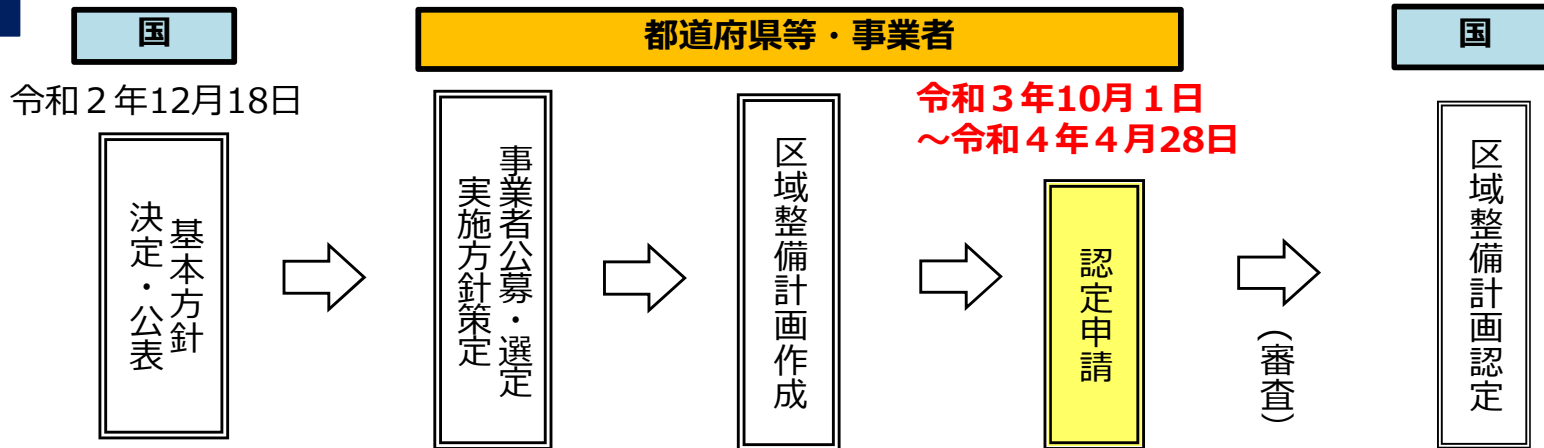 国
都道府県等・事業者
国
令和２年12月18日
基本方針
決定・公表
事業者公募・選定
実施方針策定
区域整備計画作成
令和３年10月１日
～令和４年４月28日
認定申請
（審査）
区域整備計画認定